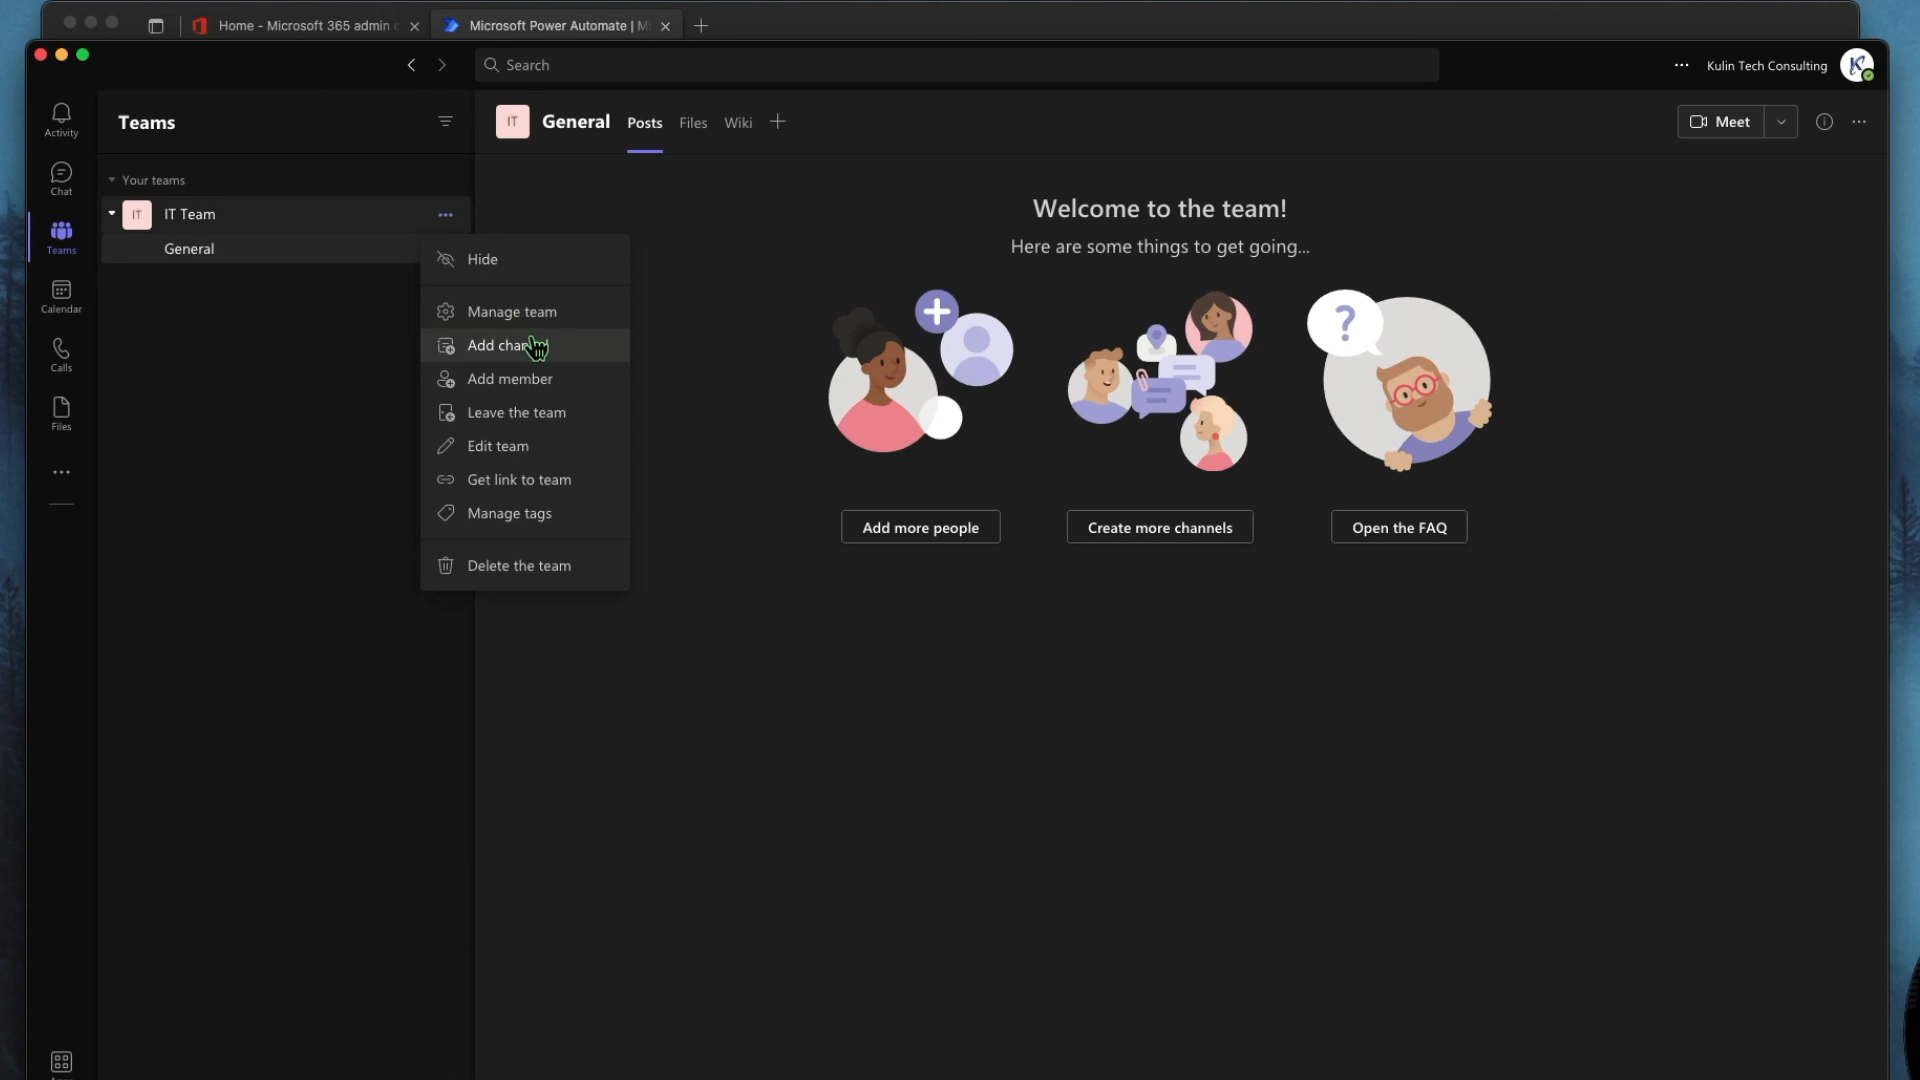 Home - Microsoft 365 admin c
Microsoft Power Automate | Mi
Search
Kulin Tech Consulting
K
Activity
Chat
Teams
Calendar
Calls
Files
Teams
Your teams
IT
IT Team
General
Hide
Manage team
Add chan
Add member
Leave the team
Edit team
Get link to team
Manage tags
Delete the team
IT
General
Posts
Files
Wiki
Meet
Welcome to the team!
Here are some things to get going...
?
Add more people
Create more channels
Open the FAQ